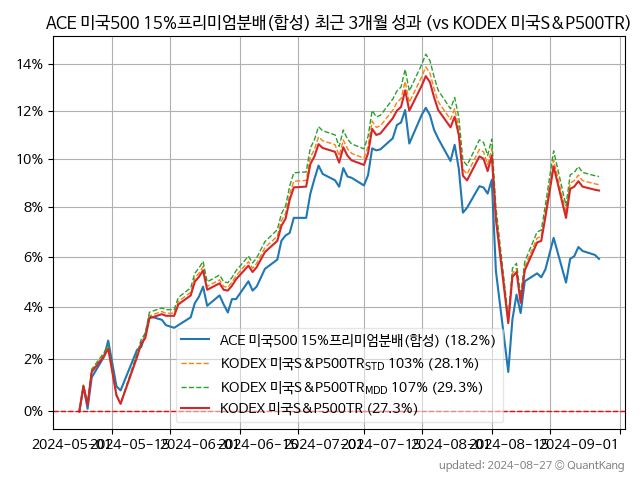 ACE 미국500 15%프리미엄분배(합성) 최근 3개월 성과 (vs KODEX 미국S&P500TR)
14%
12%
10%
8%
6%
4%
2%
0%
ACE 미국500 15%프리미엄분배(합성) (18.2%)
KODEX 미국S&P500TRSTD 103% (28.1%)
KODEX 미국S&P500TRMDD 107% (29.3%)
KODEX 미국S&P500TR (27.3%)
2024-05-01 2024-05-15 2024-06-01 2024-06-15 2024-07-01 2024-07-15 2024-08-01 2024-08-15 2024-09-01
updated: 2024-08-27 © QuantKang